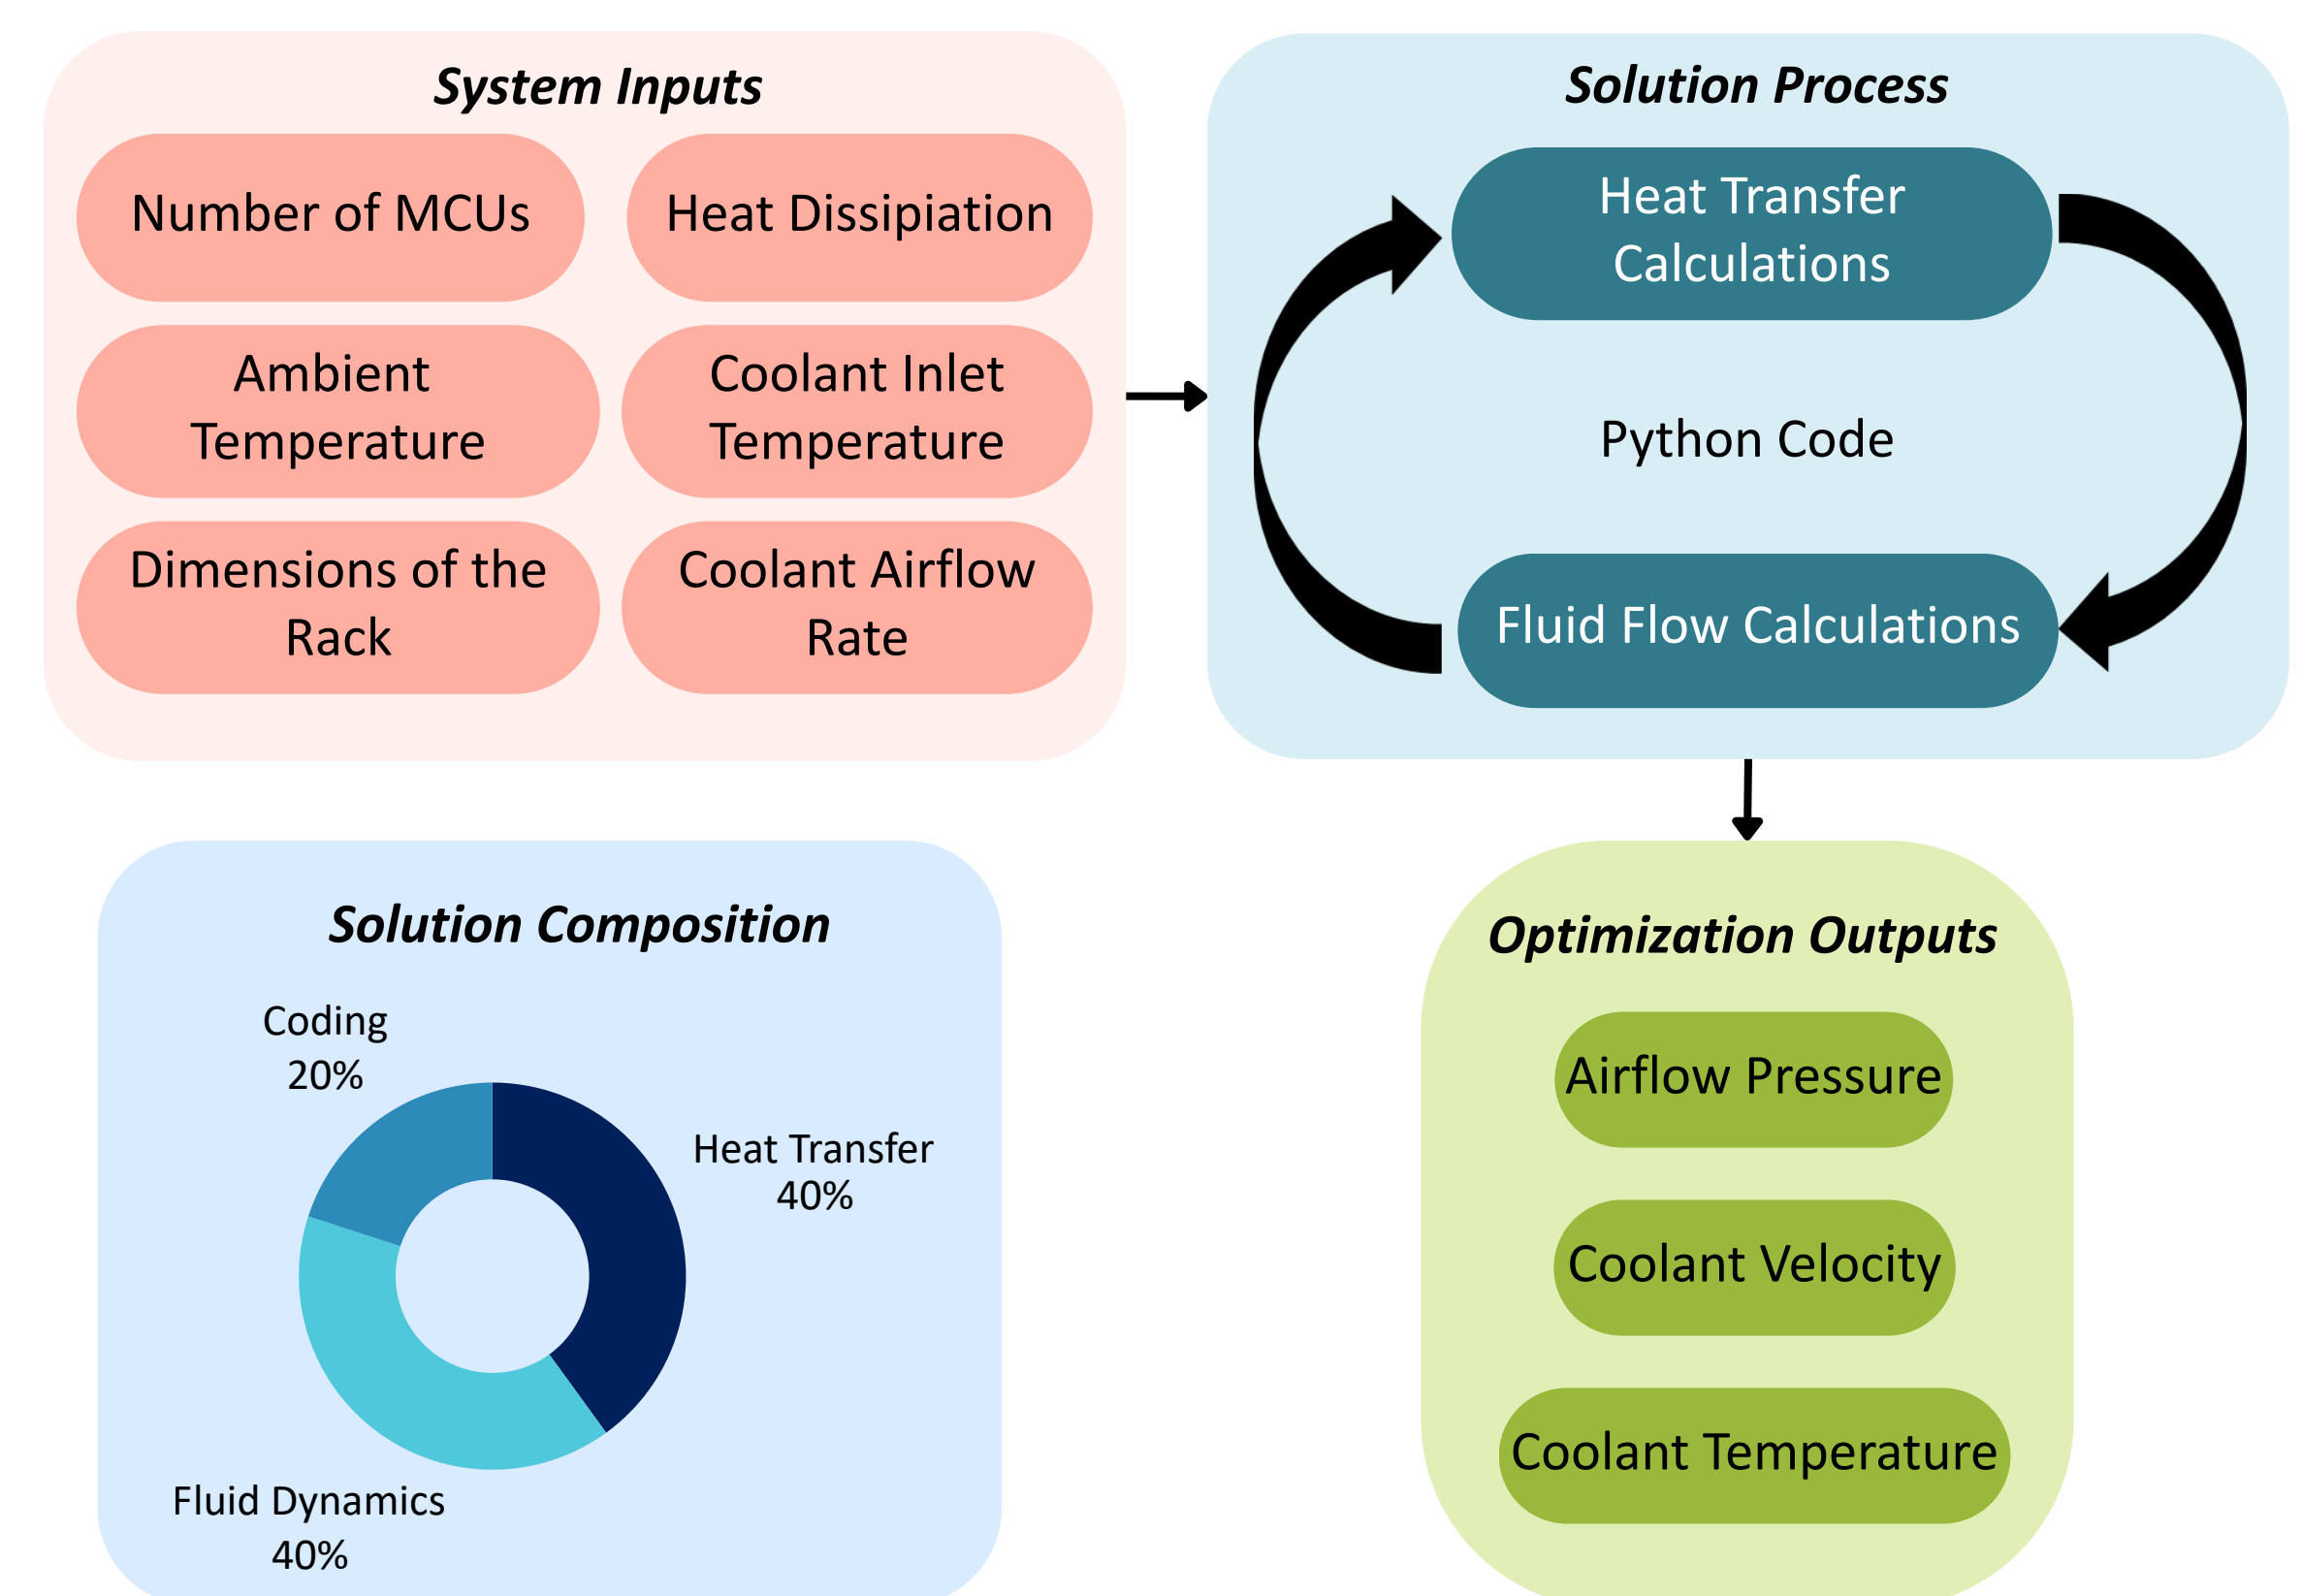 System Inputs
Number of MCUs
Heat Dissipiation
Ambient
Temperature
Coolant Inlet
Temperature
Dimensions of the
Rack
Coolant Airflow
Rate
Solution Process
Heat Transfer
Calculations
Python Code
Fluid Flow Calculations
Solution Composition
Coding
20%
Heat Transfer
40%
Fluid Dynamics
40%
Optimization Outputs
Airflow Pressure
Coolant Velocity
Coolant Temperature